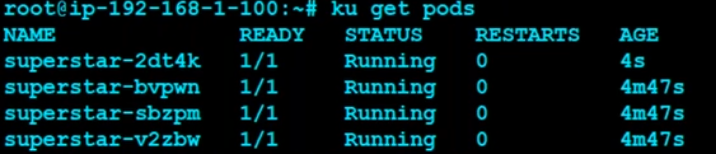 root@ip-192-168-1-100:~# ku get pods
NAME READY STATUS RESTARTS AGE
superstar-2dt4k 1/1 Running 0 4s
superstar-bvpwn 1/1 Running 0 4m47s
superstar-sbzpm 1/1 Running 0 4m47s
superstar-v2zbw 1/1 Running 0 4m47s